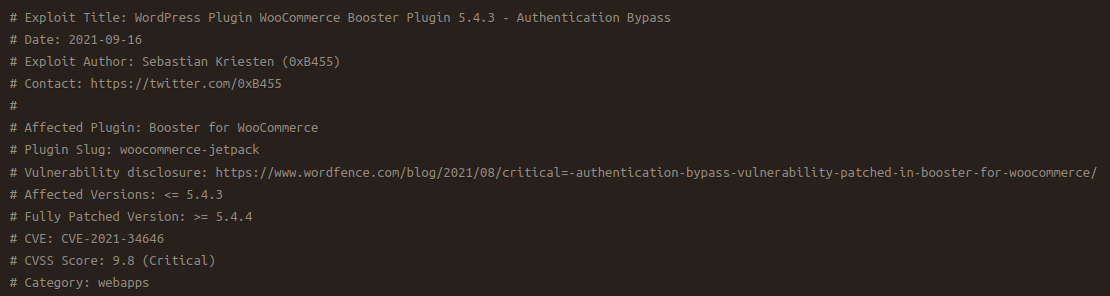 # Exploit Title: WordPress Plugin WooCommerce Booster Plugin 5.4.3 - Authentication Bypass
# Date: 2021-09-16
# Exploit Author: Sebastian Kriesten (0xB455)
# Contact: https://twitter.com/0xB455
#
# Affected Plugin: Booster for WooCommerce
# Plugin Slug: woocommerce-jetpack
# Vulnerability disclosure: https://www.wordfence.com/blog/2021/08/critical=-authentication-bypass-vulnerability-patched-in-booster-for-woocommerce/
# Affected Versions: <= 5.4.3
# Fully Patched Version: >= 5.4.4
# CVE: CVE-2021-34646
# CVSS Score: 9.8 (Critical)
# Category: webapps